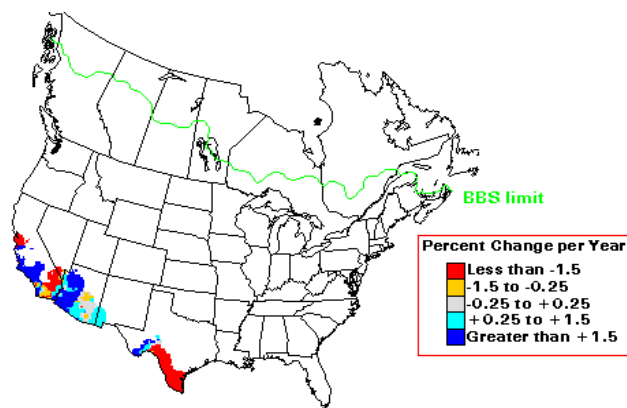 BBS limit
Percent Change per Year
Less than -1.5
-1.5 to -0.25
-0.25 to +0.25
+0.25 to +1.5
Greater than +1.5